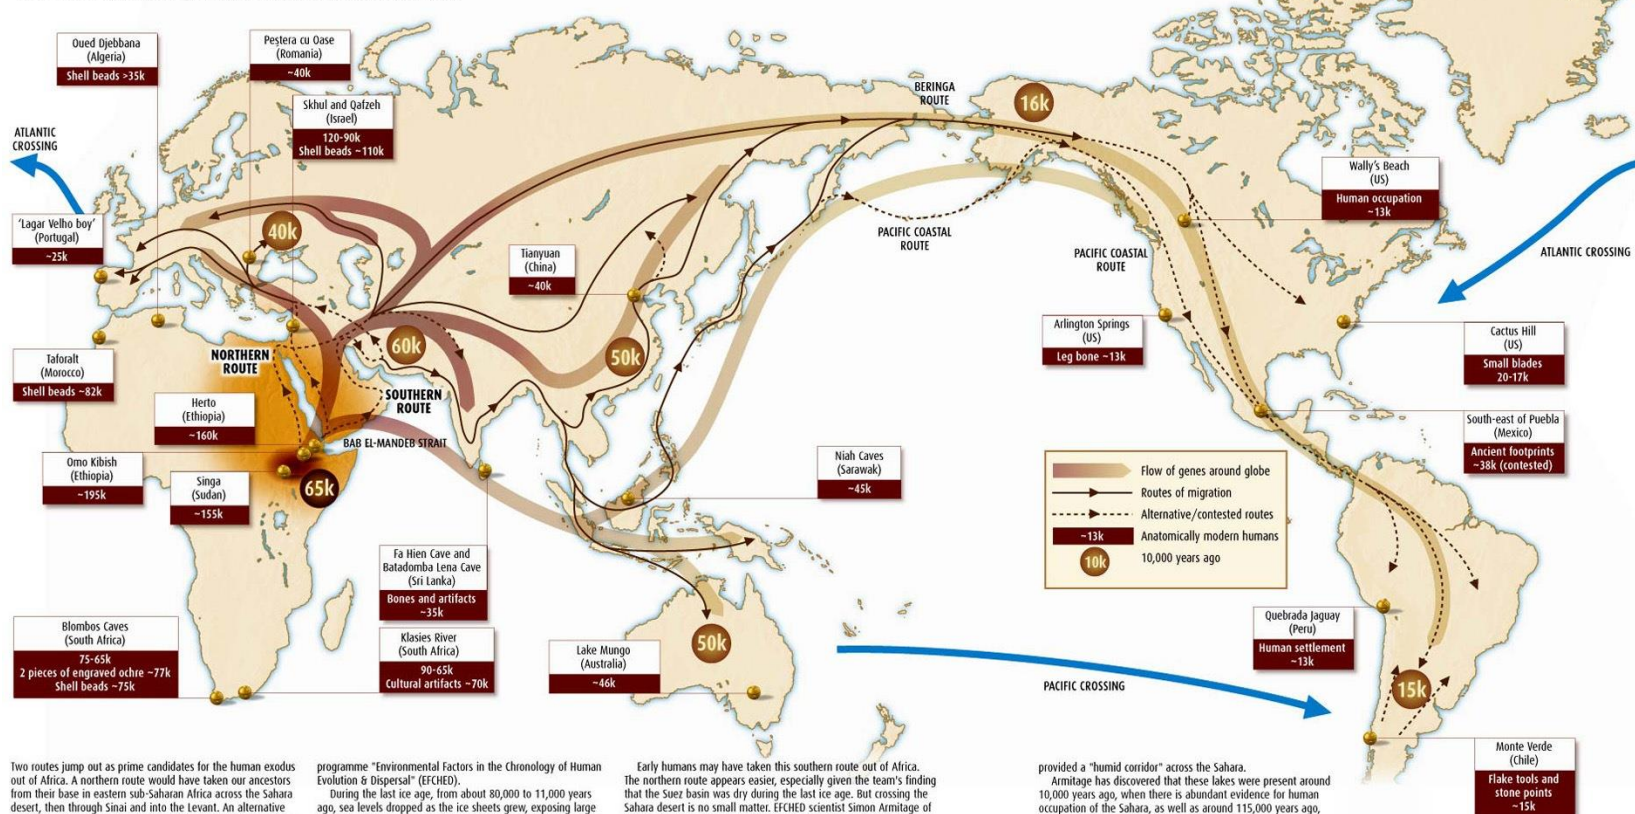 Oued Djebbana
(Algeria)
Shell beads >35k
Peştera cu Oase
(Romania)
~40k
Skhul and Qafzeh
(Israel)
120-90k
Shell beads ~110k
ATLANTIC
CROSSING
'Lagar Velho boy'
(Portugal)
~25k
40k
Taforalt
(Morocco)
Shell beads ~82k
NORTHERN
ROUTE
60k
SOUTHERN
ROUTE
BAB EL-MANDEB STRAIT
Herto
(Ethiopia)
~160k
Omo Kibish
(Ethiopia)
~195k
Singa
(Sudan)
~155k
65k
Tianyuan
(China)
~40k
50k
BERINGA
ROUTE
16k
PACIFIC COASTAL
ROUTE
PACIFIC COASTAL
ROUTE
Wally's Beach
(US)
Human occupation
~13k
ATLANTIC CROSSING
Arlington Springs
(US)
Leg bone ~13k
Cactus Hill
(US)
Small blades
20-17k
South-east of Puebla
(Mexico)
Ancient footprints
~38k (contested)
Niah Caves
(Sarawak)
~45k
Flow of genes around globe
Routes of migration
Alternative/contested routes
~13k
Anatomically modern humans
10k
10,000 years ago
Fa Hien Cave and
Batadomba Lena Cave
(Sri Lanka)
Bones and artifacts
~35k
Blombos Caves
(South Africa)
75-65k
2 pieces of engraved ochre ~77k
Shell beads ~75k
Klasies River
(South Africa)
90-65k
Cultural artifacts ~70k
Lake Mungo
(Australia)
~46k
50k
PACIFIC CROSSING
Quebrada Jaguay
(Peru)
Human settlement
~13k
15k
Monte Verde
(Chile)
Flake tools and
stone points
~15k
Two routes jump out as prime candidates for the human exodus
out of Africa. A northern route would have taken our ancestors
from their base in eastern sub-Saharan Africa across the Sahara
desert, then through Sinai and into the Levant. An alternative
programme "Environmental Factors in the Chronology of Human
Evolution & Dispersal" (EFCHED).
During the last ice age, from about 80,000 to 11,000 years
ago, sea levels dropped as the ice sheets grew, exposing large
Early humans may have taken this southern route out of Africa.
The northern route appears easier, especially given the team's finding
that the Suez basin was dry during the last ice age. But crossing the
Sahara desert is no small matter. EFCHED scientist Simon Armitage of
provided a "humid corridor" across the Sahara.
Armitage has discovered that these lakes were present around
10,000 years ago, when there is abundant evidence for human
occupation of the Sahara, as well as around 115,000 years ago,